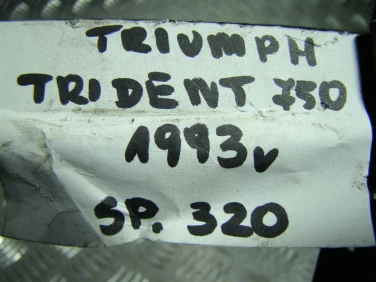 TRIUMPH
TRIDENT 750
1993v
SP. 320